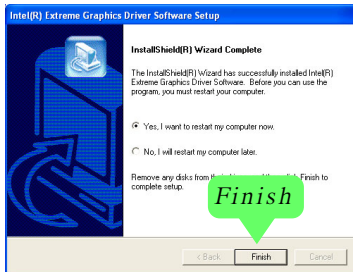 Intel(R) Extreme Graphics Driver Software Setup
InstallShield(R) Wizard Complete
The InstallShield(R) Wizard has successfully installed Intel(R)
Extreme Graphics Driver Software. Before you can use the
program, you must restart your computer.
Yes, I want to restart my computer now.
No, I will restart my computer later.
Remove any disks from Finish to
complete setup.
Finish
< Back
Finish
Cancel